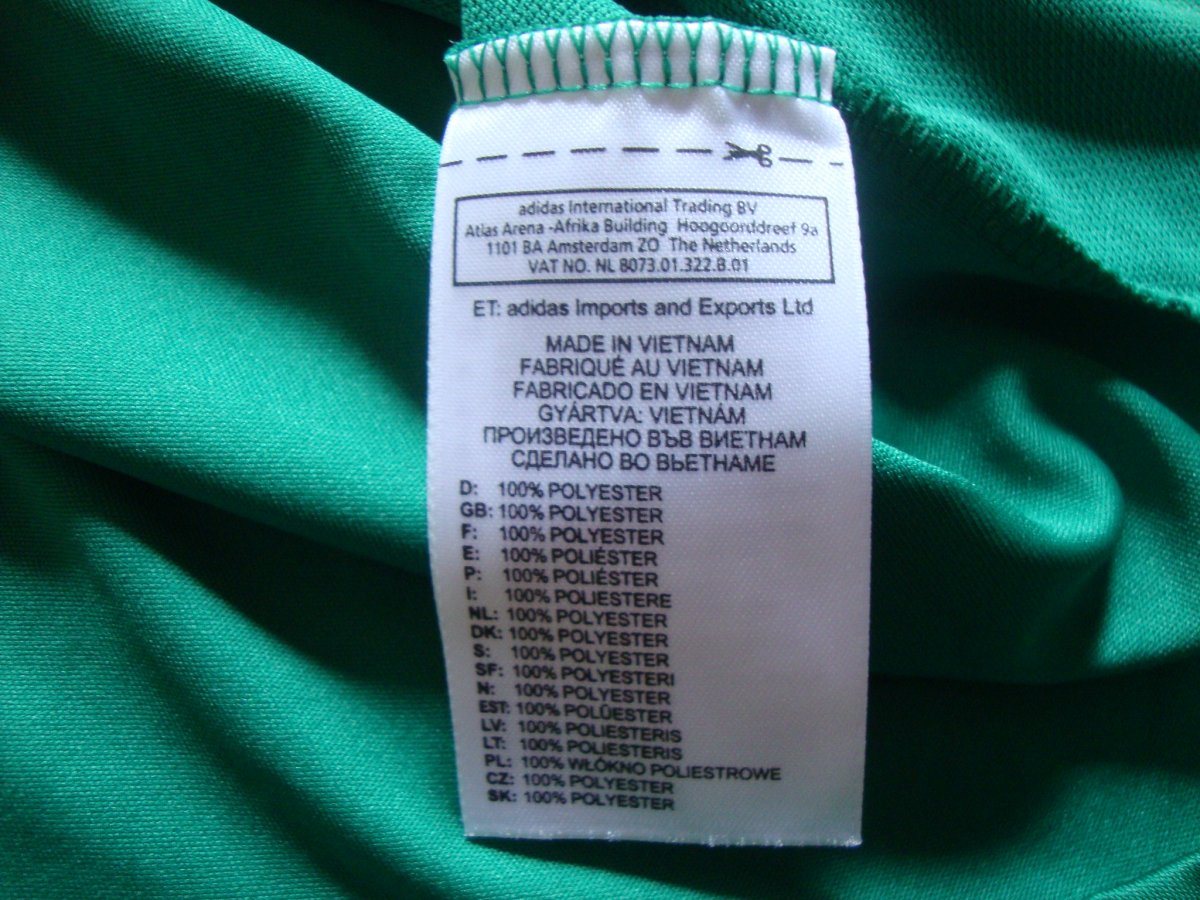 adidas International Trading BV
Atlas Arena -Afrika Building Hoogoorddreef 9a
1101 BA Amsterdam ZO The Netherlands
VAT NO. NL 8073.01.322.B.01
ET: adidas Imports and Exports Ltd
MADE IN VIETNAM
FABRIQUÉ AU VIETNAM
FABRICADO EN VIETNAM
GYÁRTVA: VIETNÁM
ПРОИЗВЕДЕНО ВЪВ ВИЕТНАМ
СДЕЛАНО ВО ВЬЕТНАМЕ
D: 100% POLYESTER
GB: 100% POLYESTER
F: 100% POLYESTER
E: 100% POLIÉSTER
P: 100% POLIÉSTER
I: 100% POLIESTERE
NL: 100% POLYESTER
DK: 100% POLYESTER
S: 100% POLYESTER
SF: 100% POLYESTERI
N: 100% POLYESTER
EST: 100% POLÜESTER
LV: 100% POLIESTERIS
LT: 100% POLIESTERIS
PL: 100% WŁÓKNO POLIESTROWE
CZ: 100% POLYESTER
SK: 100% POLYESTER